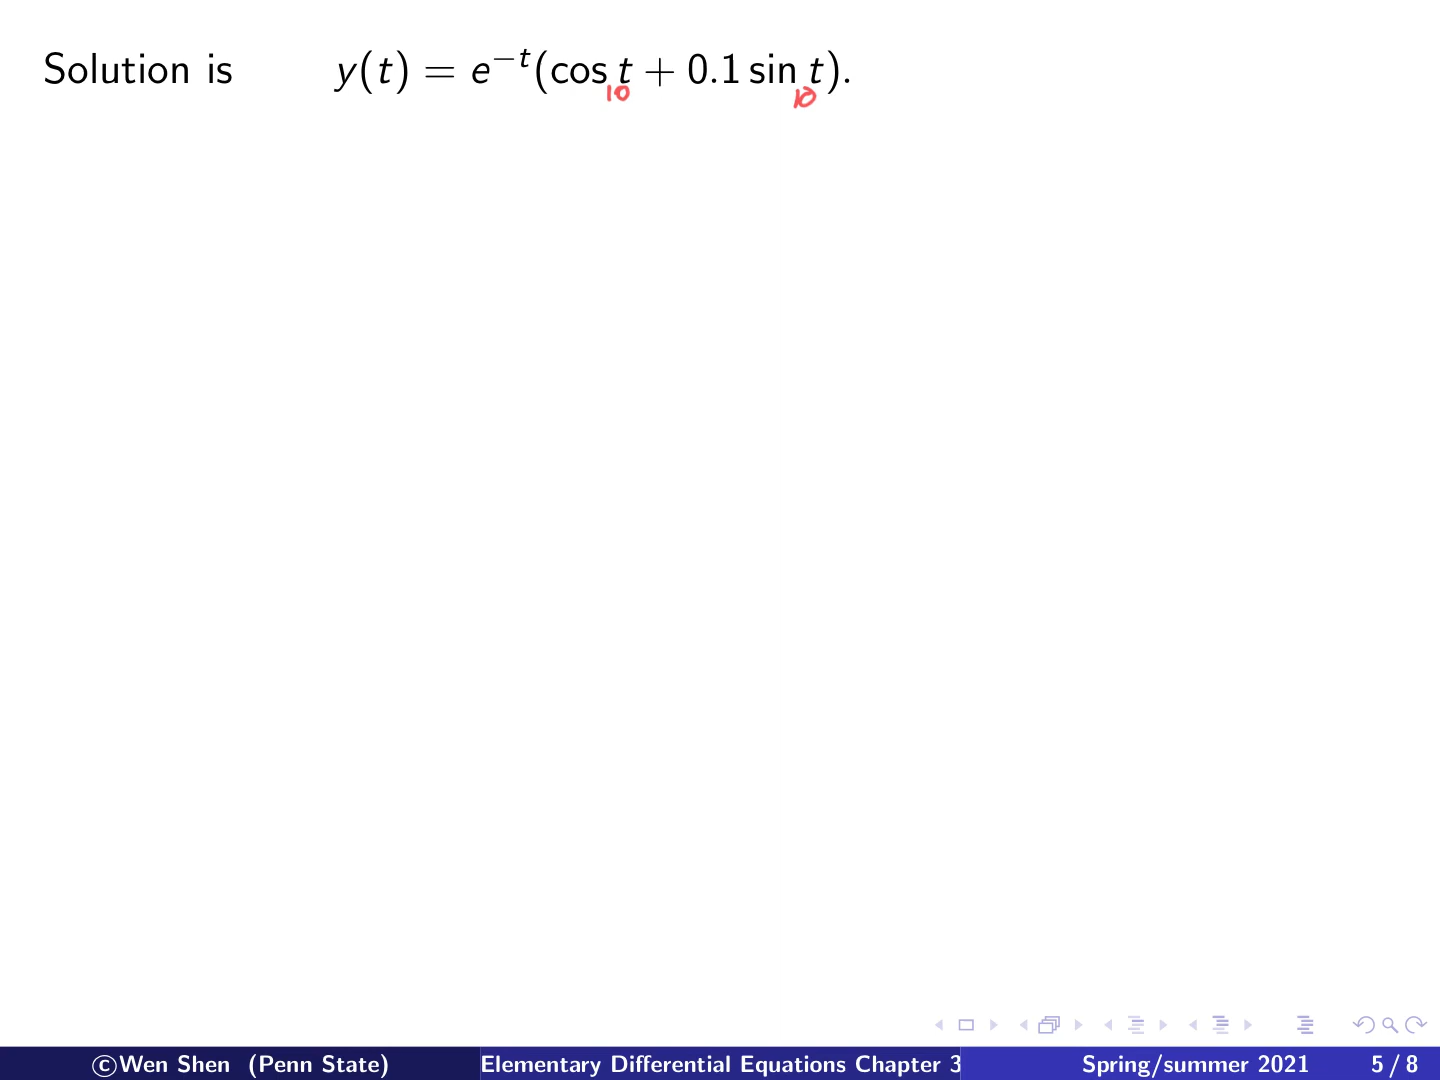 Solution is y(t) = e^{−t}(cos t + 0.1 sin t).
10 10
©Wen Shen (Penn State) Elementary Differential Equations Chapter 3 Spring/summer 2021 5 / 8